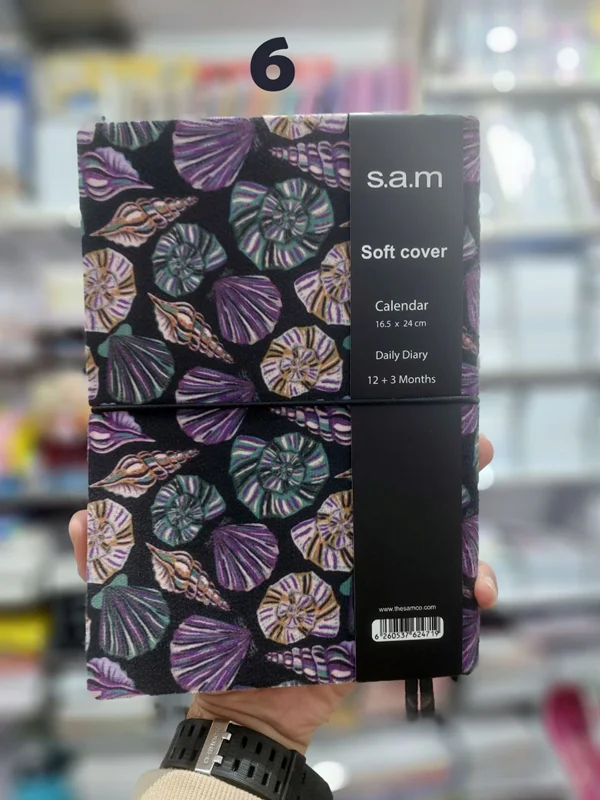 6
s.a.m
Soft cover
Calendar
16.5 x 24 cm
Daily Diary
12 + 3 Months
www.thesamco.com
6 260537 624719